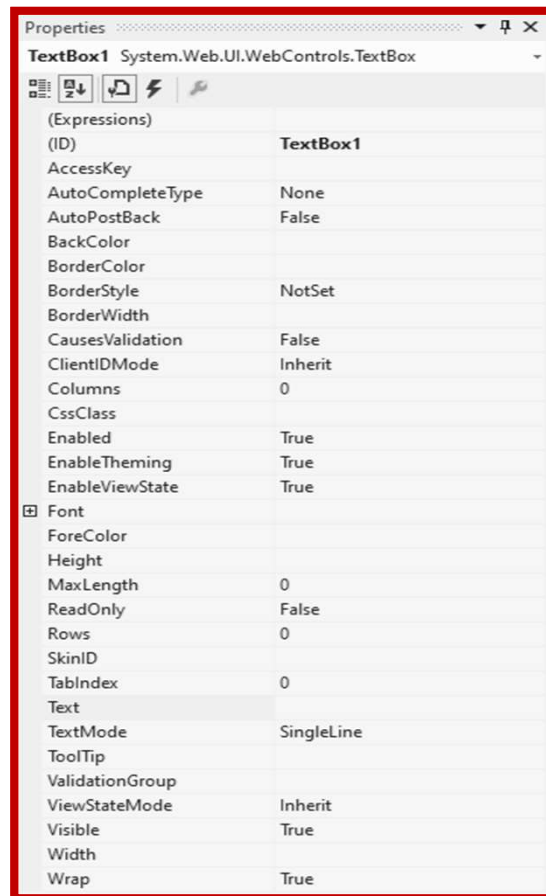 Properties
TextBox1 System.Web.UI.WebControls.TextBox
(Expressions)
(ID) TextBox1
AccessKey
AutoCompleteType None
AutoPostBack False
BackColor
BorderColor
BorderStyle NotSet
BorderWidth
CausesValidation False
ClientIDMode Inherit
Columns 0
CssClass
Enabled True
EnableTheming True
EnableViewState True
Font
ForeColor
Height
MaxLength 0
ReadOnly False
Rows 0
SkinID
TabIndex 0
Text
TextMode SingleLine
ToolTip
ValidationGroup
ViewStateMode Inherit
Visible True
Width
Wrap True